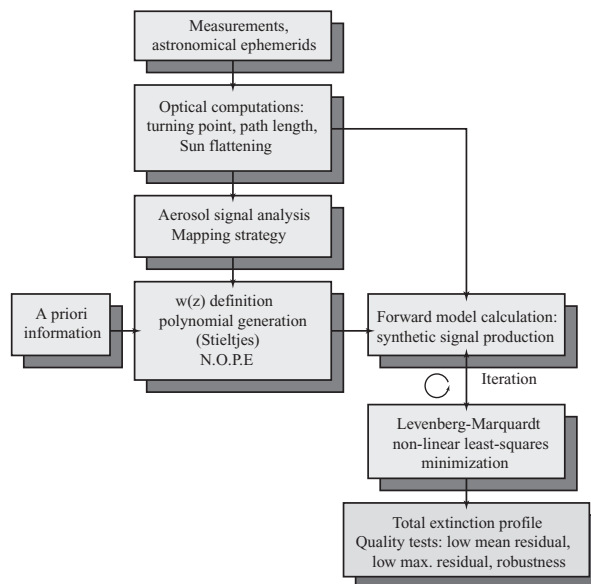 Measurements,
astronomical ephemerids
Optical computations:
turning point, path length,
Sun flattening
Aerosol signal analysis
Mapping strategy
w(z) definition
polynomial generation
(Stieltjes)
N.O.P.E
A priori
information
Forward model calculation:
synthetic signal production
Iteration
Levenberg-Marquardt
non-linear least-squares
minimization
Total extinction profile
Quality tests: low mean residual,
low max. residual, robustness